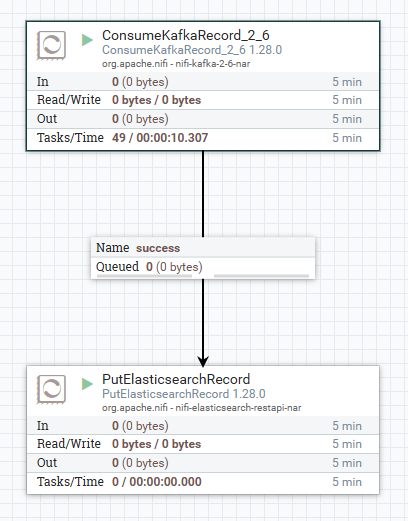 ConsumeKafkaRecord_2_6
ConsumeKafkaRecord_2_6 1.28.0
org.apache.nifi - nifi-kafka-2-6-nar
In 0 (0 bytes) 5 min
Read/Write 0 bytes / 0 bytes 5 min
Out 0 (0 bytes) 5 min
Tasks/Time 49 / 00:00:10.307 5 min
Name success
Queued 0 (0 bytes)
PutElasticsearchRecord
PutElasticsearchRecord 1.28.0
org.apache.nifi - nifi-elasticsearch-restapi-nar
In 0 (0 bytes) 5 min
Read/Write 0 bytes / 0 bytes 5 min
Out 0 (0 bytes) 5 min
Tasks/Time 0 / 00:00:00.000 5 min